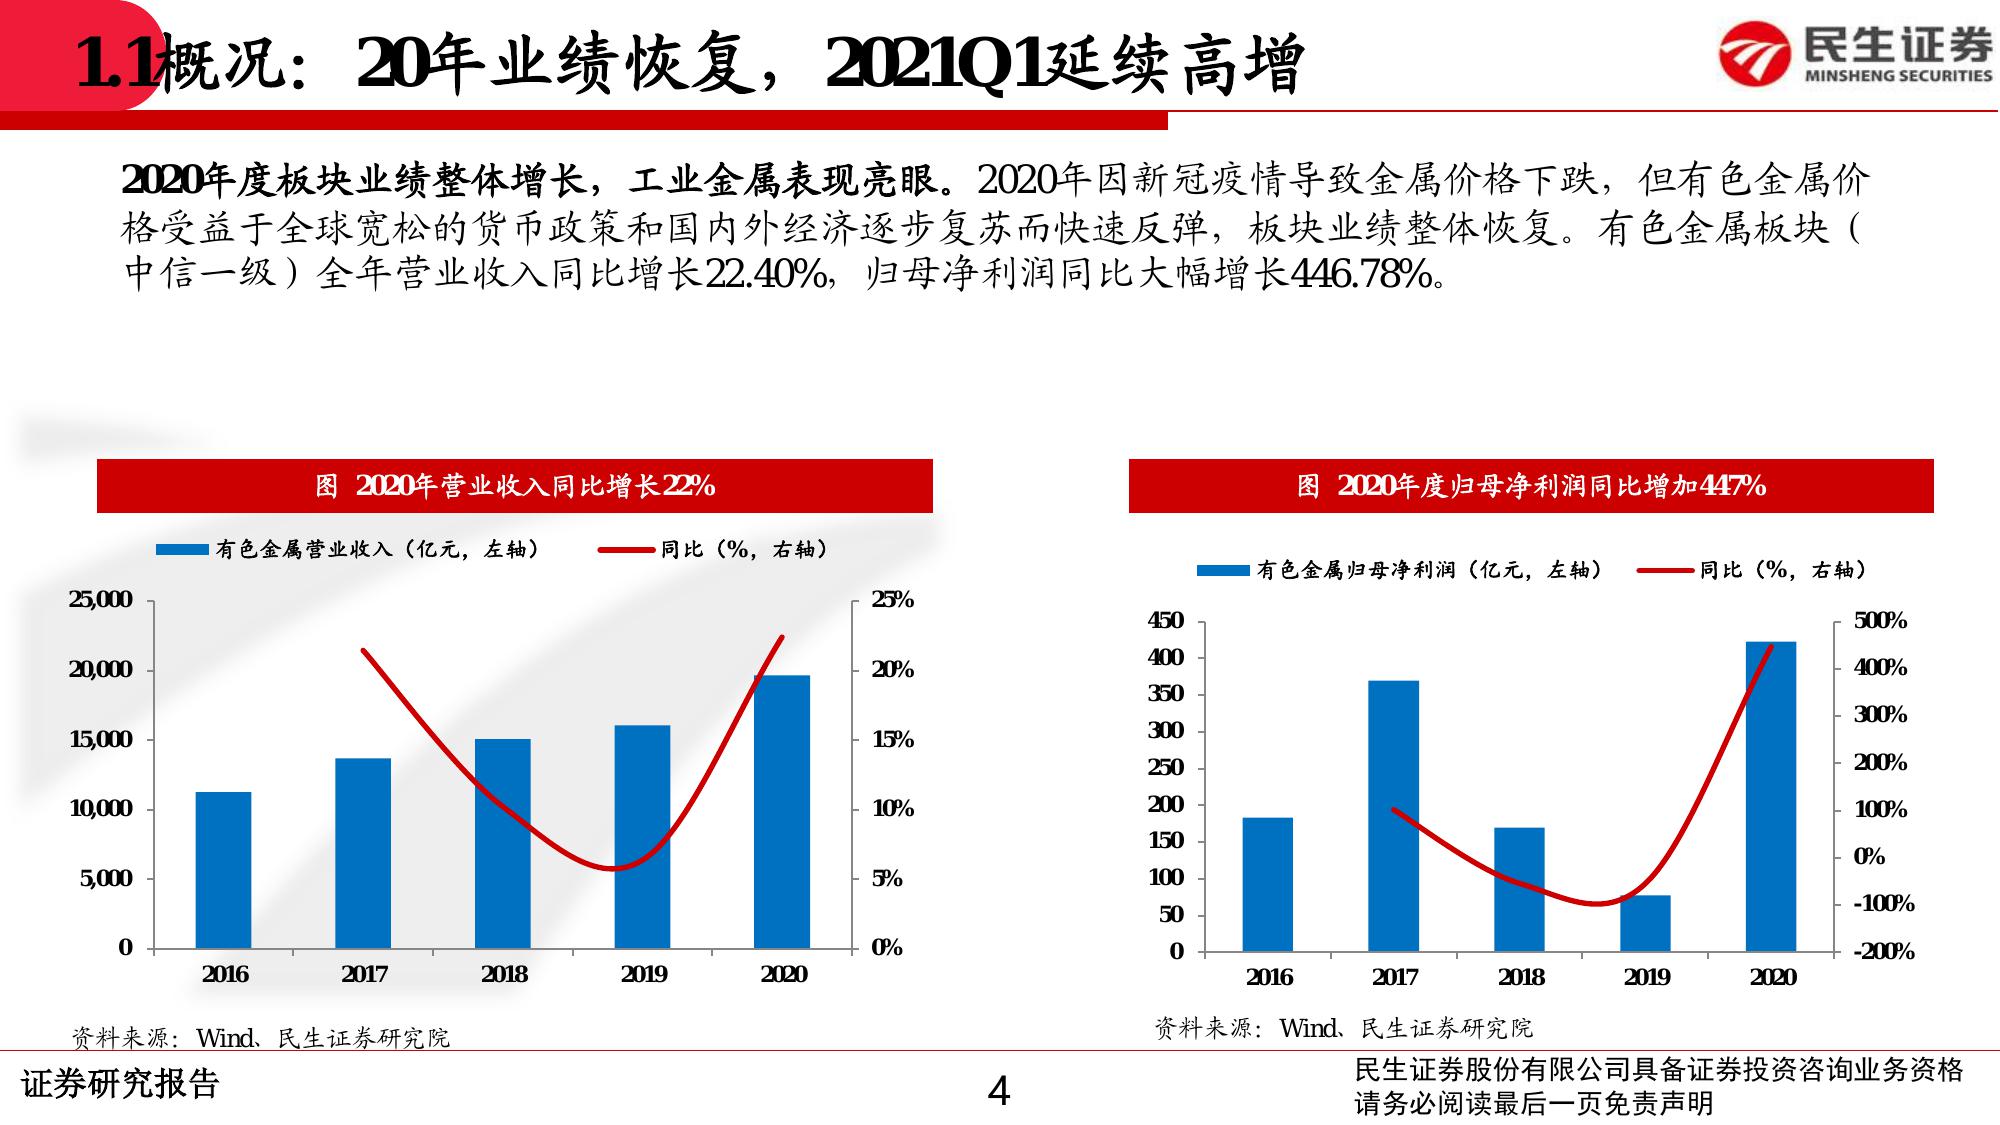 1.1概况：20年业绩恢复，2021Q1延续高增
民生证券
MINSHENG SECURITIES
2020年度板块业绩整体增长，工业金属表现亮眼。2020年因新冠疫情导致金属价格下跌，但有色金属价
格受益于全球宽松的货币政策和国内外经济逐步复苏而快速反弹，板块业绩整体恢复。有色金属板块（
中信一级）全年营业收入同比增长22.40%，归母净利润同比大幅增长446.78%。
图 2020年营业收入同比增长22%
有色金属营业收入（亿元，左轴） 同比（%，右轴）
25,000 25%
20,000 20%
15,000 15%
10,000 10%
5,000 5%
0 0%
2016 2017 2018 2019 2020
资料来源：Wind、民生证券研究院
图 2020年度归母净利润同比增加447%
有色金属归母净利润（亿元，左轴） 同比（%，右轴）
450 500%
400 400%
350 300%
300 200%
250 100%
200 0%
150 -100%
100 -200%
50
0
2016 2017 2018 2019 2020
资料来源：Wind、民生证券研究院
证券研究报告
4
民生证券股份有限公司具备证券投资咨询业务资格
请务必阅读最后一页免责声明